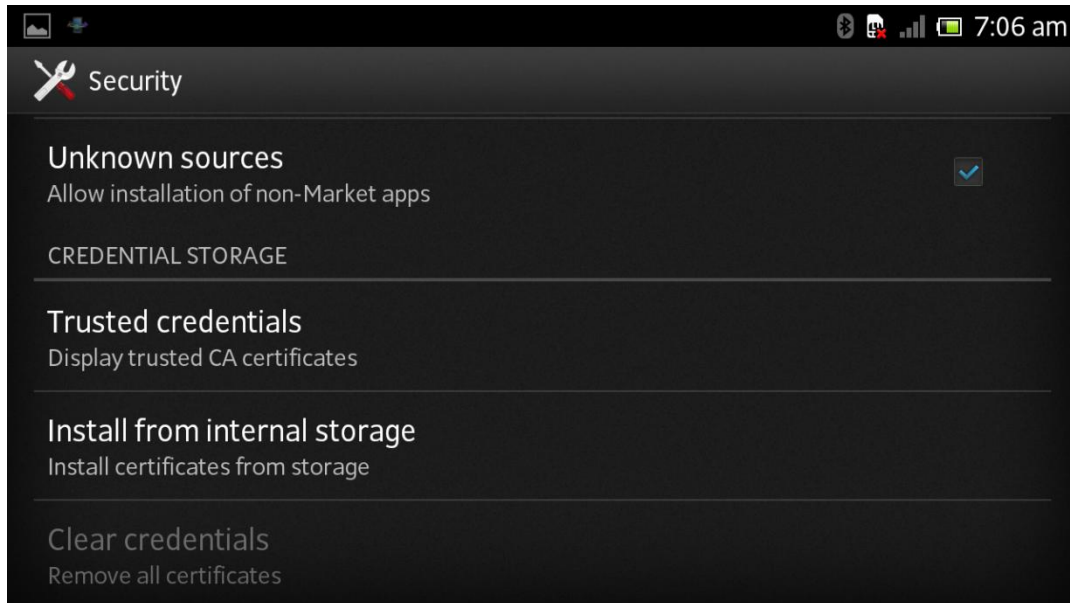 7:06 am
Security
Unknown sources
Allow installation of non-Market apps
CREDENTIAL STORAGE
Trusted credentials
Display trusted CA certificates
Install from internal storage
Install certificates from storage
Clear credentials
Remove all certificates